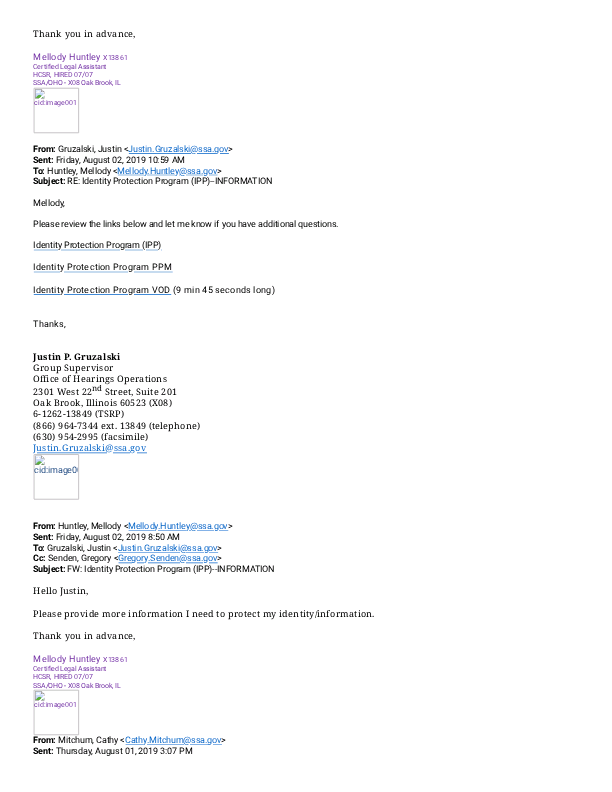 Thank you in advance,
Mellody Huntley x13861
Certified Legal Assistant
HCSR, HIRED 07/07
SSA/OHO - X08 Oak Brook, IL
cid:image001
From: Gruzalski, Justin <Justin.Gruzalski@ssa.gov>
Sent: Friday, August 02, 2019 10:59 AM
To: Huntley, Mellody <Mellody.Huntley@ssa.gov>
Subject: RE: Identity Protection Program (IPP)--INFORMATION
Mellody,
Please review the links below and let me know if you have additional questions.
Identity Protection Program (IPP)
Identity Protection Program PPM
Identity Protection Program VOD (9 min 45 seconds long)
Thanks,
Justin P. Gruzalski
Group Supervisor
Office of Hearings Operations
2301 West 22nd Street, Suite 201
Oak Brook, Illinois 60523 (X08)
6-1262-13849 (TSRP)
(866) 964-7344 ext. 13849 (telephone)
(630) 954-2995 (facsimile)
Justin.Gruzalski@ssa.gov
cid:image00
From: Huntley, Mellody <Mellody.Huntley@ssa.gov>
Sent: Friday, August 02, 2019 8:50 AM
To: Gruzalski, Justin <Justin.Gruzalski@ssa.gov>
Cc: Senden, Gregory <Gregory.Senden@ssa.gov>
Subject: FW: Identity Protection Program (IPP)--INFORMATION
Hello Justin,
Please provide more information I need to protect my identity/information.
Thank you in advance,
Mellody Huntley x13861
Certified Legal Assistant
HCSR, HIRED 07/07
SSA/OHO - X08 Oak Brook, IL
cid:image001
From: Mitchum, Cathy <Cathy.Mitchum@ssa.gov>
Sent: Thursday, August 01, 2019 3:07 PM